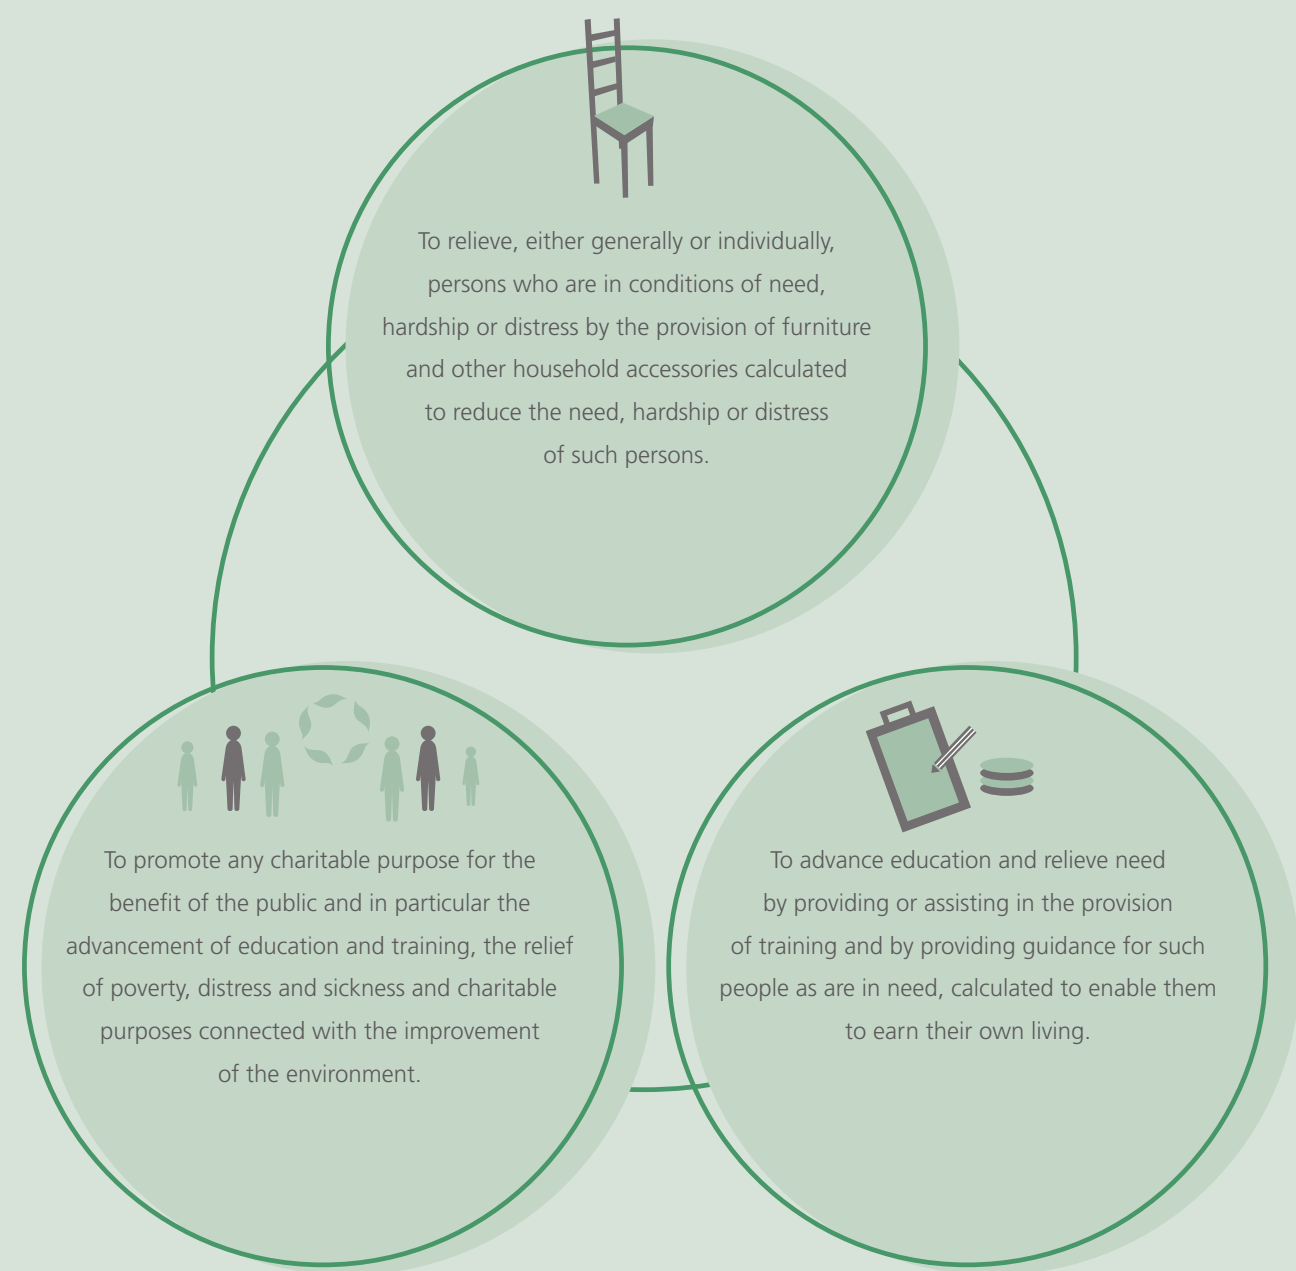 To relieve, either generally or individually,
persons who are in conditions of need,
hardship or distress by the provision of furniture
and other household accessories calculated
to reduce the need, hardship or distress
of such persons.
To promote any charitable purpose for the
benefit of the public and in particular the
advancement of education and training, the relief
of poverty, distress and sickness and charitable
purposes connected with the improvement
of the environment.
To advance education and relieve need
by providing or assisting in the provision
of training and by providing guidance for such
people as are in need, calculated to enable them
to earn their own living.